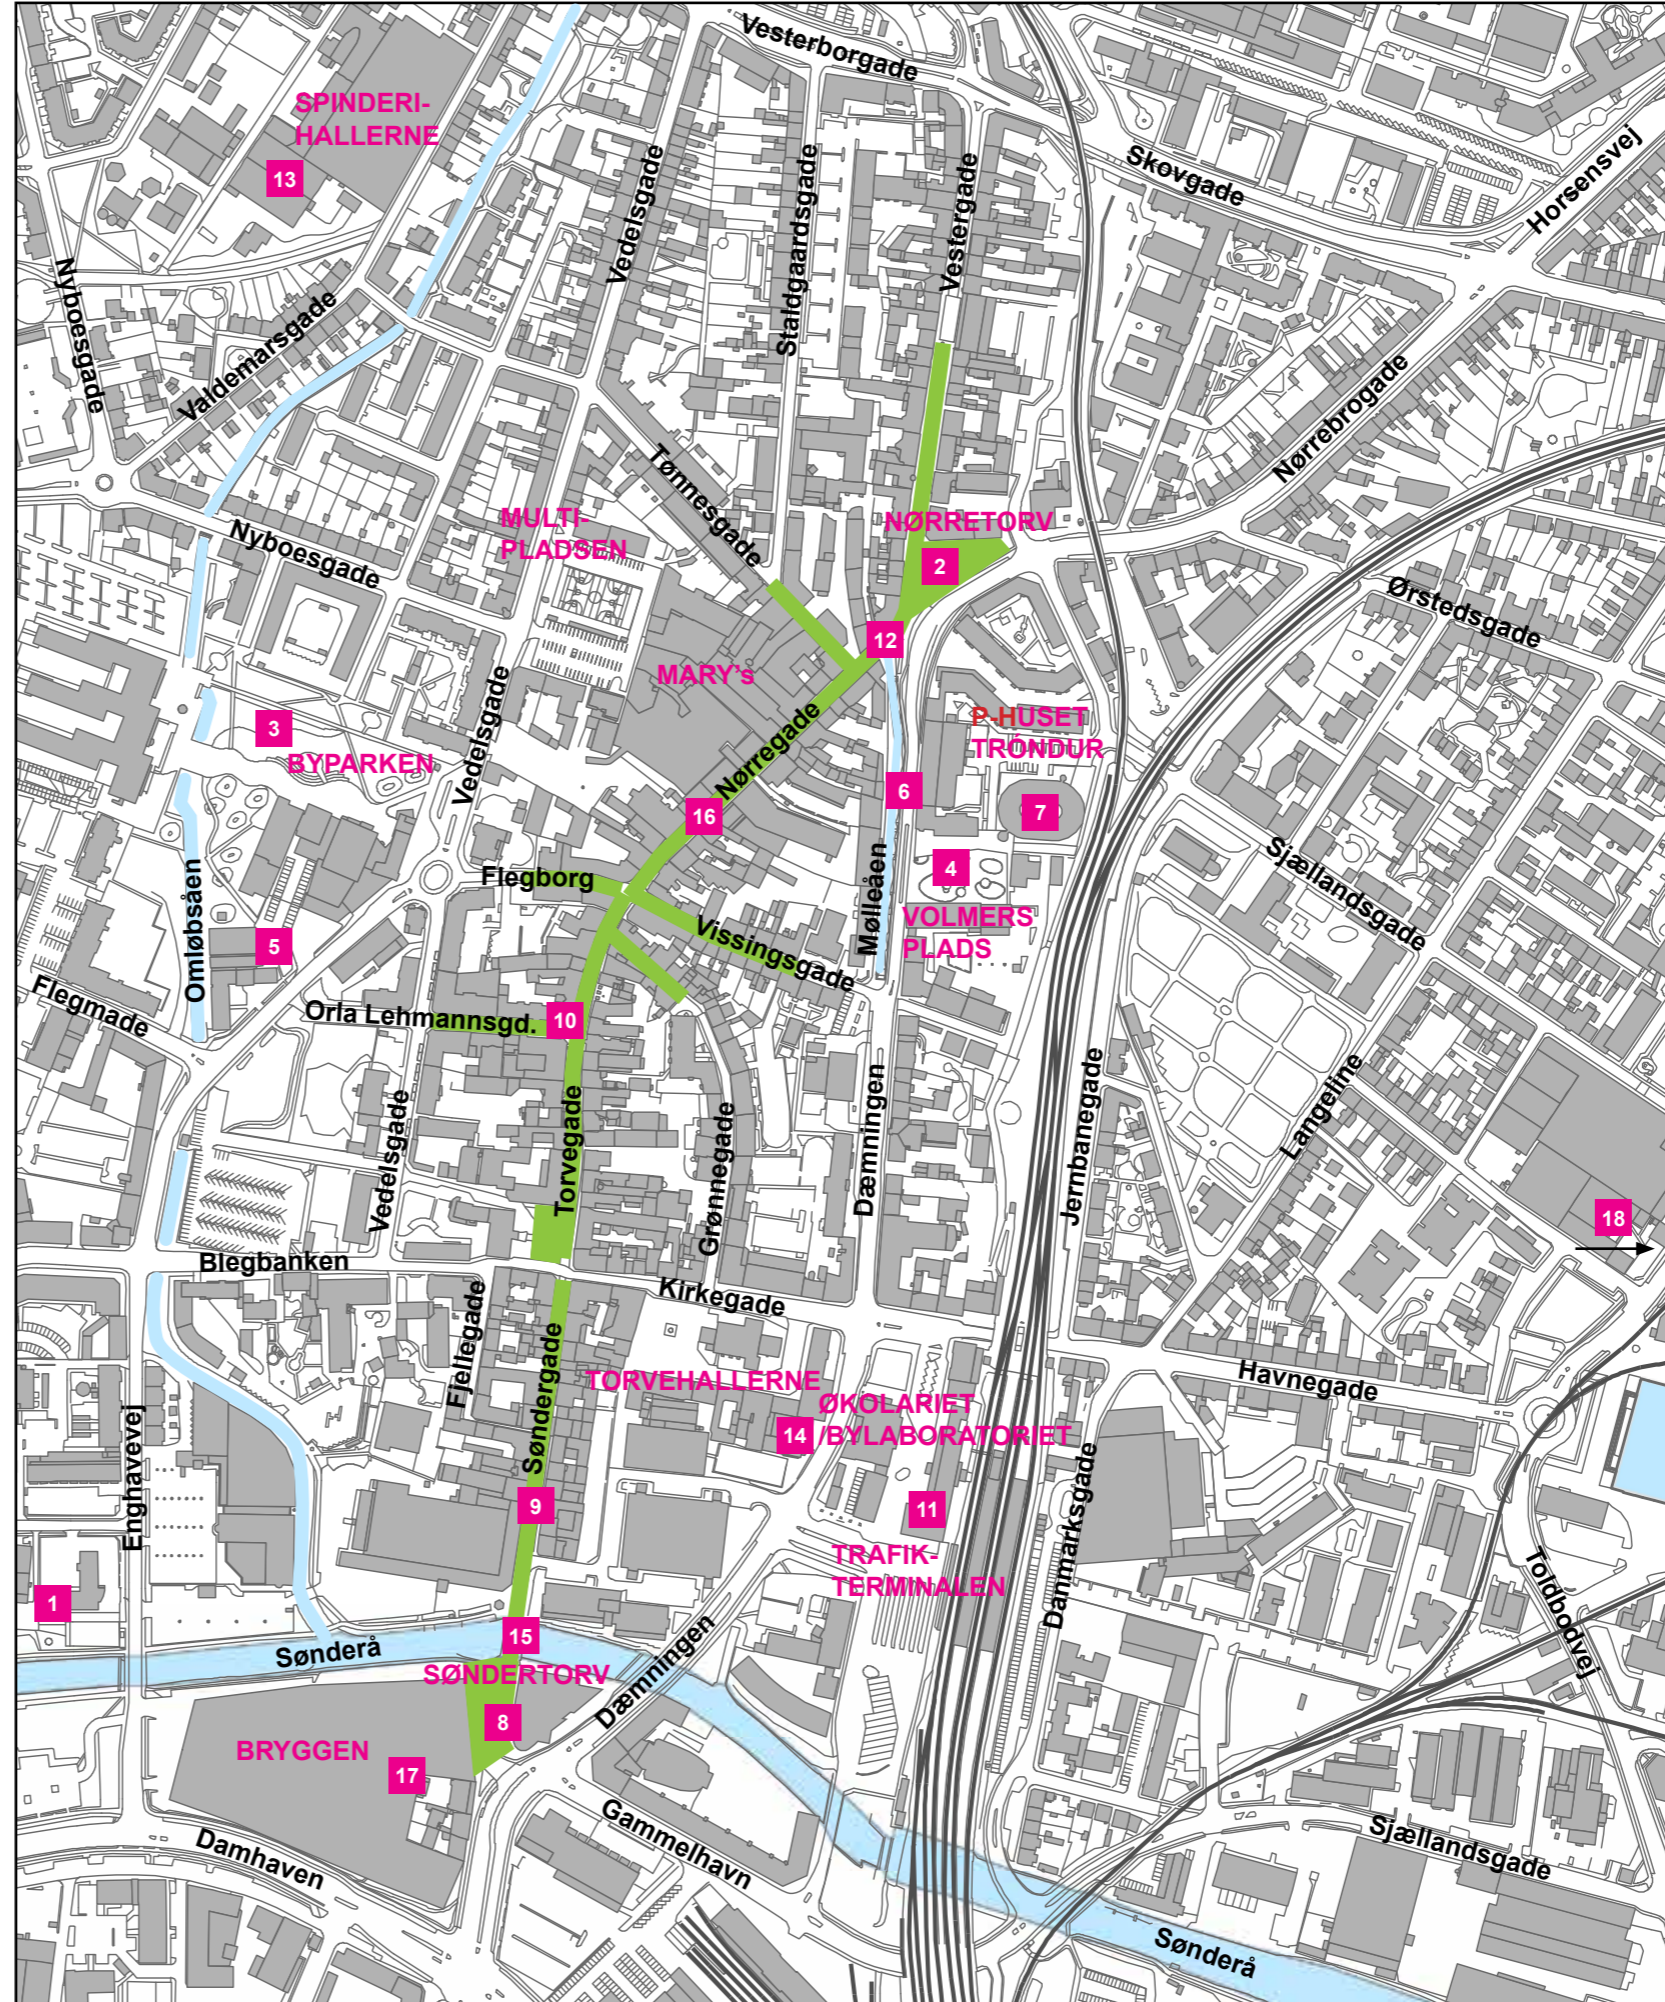 Vesterborgade
SPINDERI-
HALLERNE
13
Skovgade
Horsensvej
Vedelsgade
Staldgaardsgade
Vestergade
Nyboesgade
Valdemarsgade
Nørrebrogade
Tønnesgade
MULTI-
PLADSEN
NØRRETORV
2
Nyboesgade
Ørstedsgade
12
MARY's
Vedelsgade
3
BYPARKEN
Nørregade
P-HUSET
TRÓNDUR
6
7
16
Sjællandsgade
Flegborg
4
Mølleåen
VOLMERS
PLADS
Omløbsåen
5
Vissingsgade
Flegmade
Orla Lehmannsgd.
10
Torvegade
Vedelsgade
Grønnegade
Dæmningen
Jernbanegade
Langeline
18
Blegbanken
Kirkegade
Fjellegade
Søndergade
TORVEHALLERNE
ØKOLARIET
14
/BYLABORATORIET
Havnegade
Enghavevej
9
11
Danmarksgade
TRAFIK-
TERMINALEN
Toldbodvej
1
15
Sønderå
SØNDERTORV
Dæmningen
8
BRYGGEN
17
Gammelhavn
Damhaven
Sjællandsgade
Sønderå